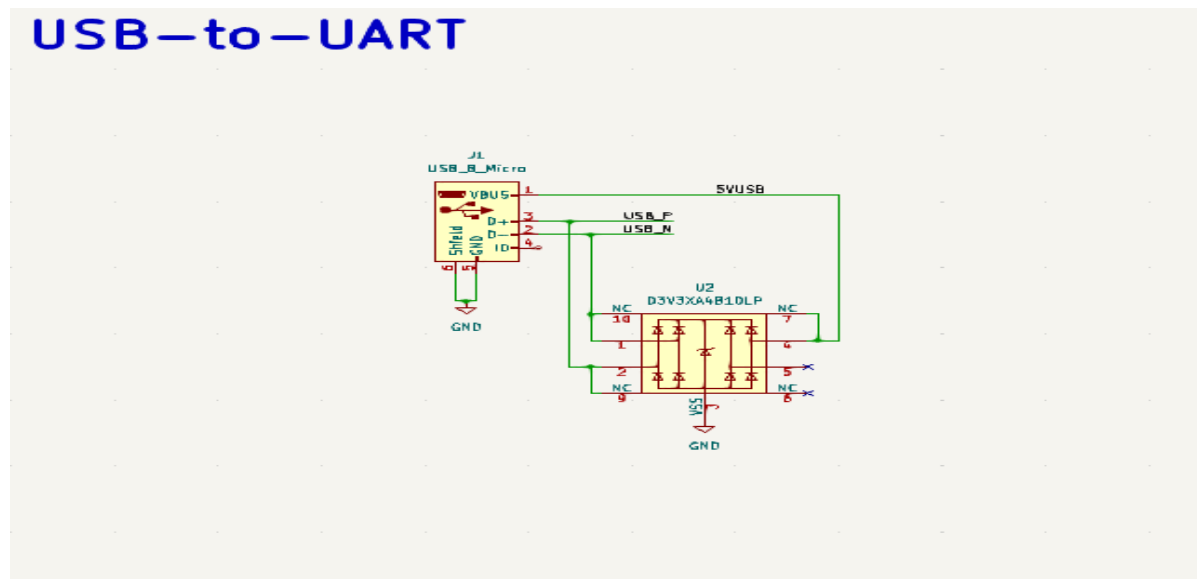 USB-to-UART
J1
USB_B_Micro
VBUS 1 5VUSB
D+ 3 USB_P
D- 2 USB_N
ID 4
Shield GND
6 5
GND
U2
D3V3XA4B10LP
NC NC
10 7
1 4
2 5
NC NC
9 6
VSS 3
GND